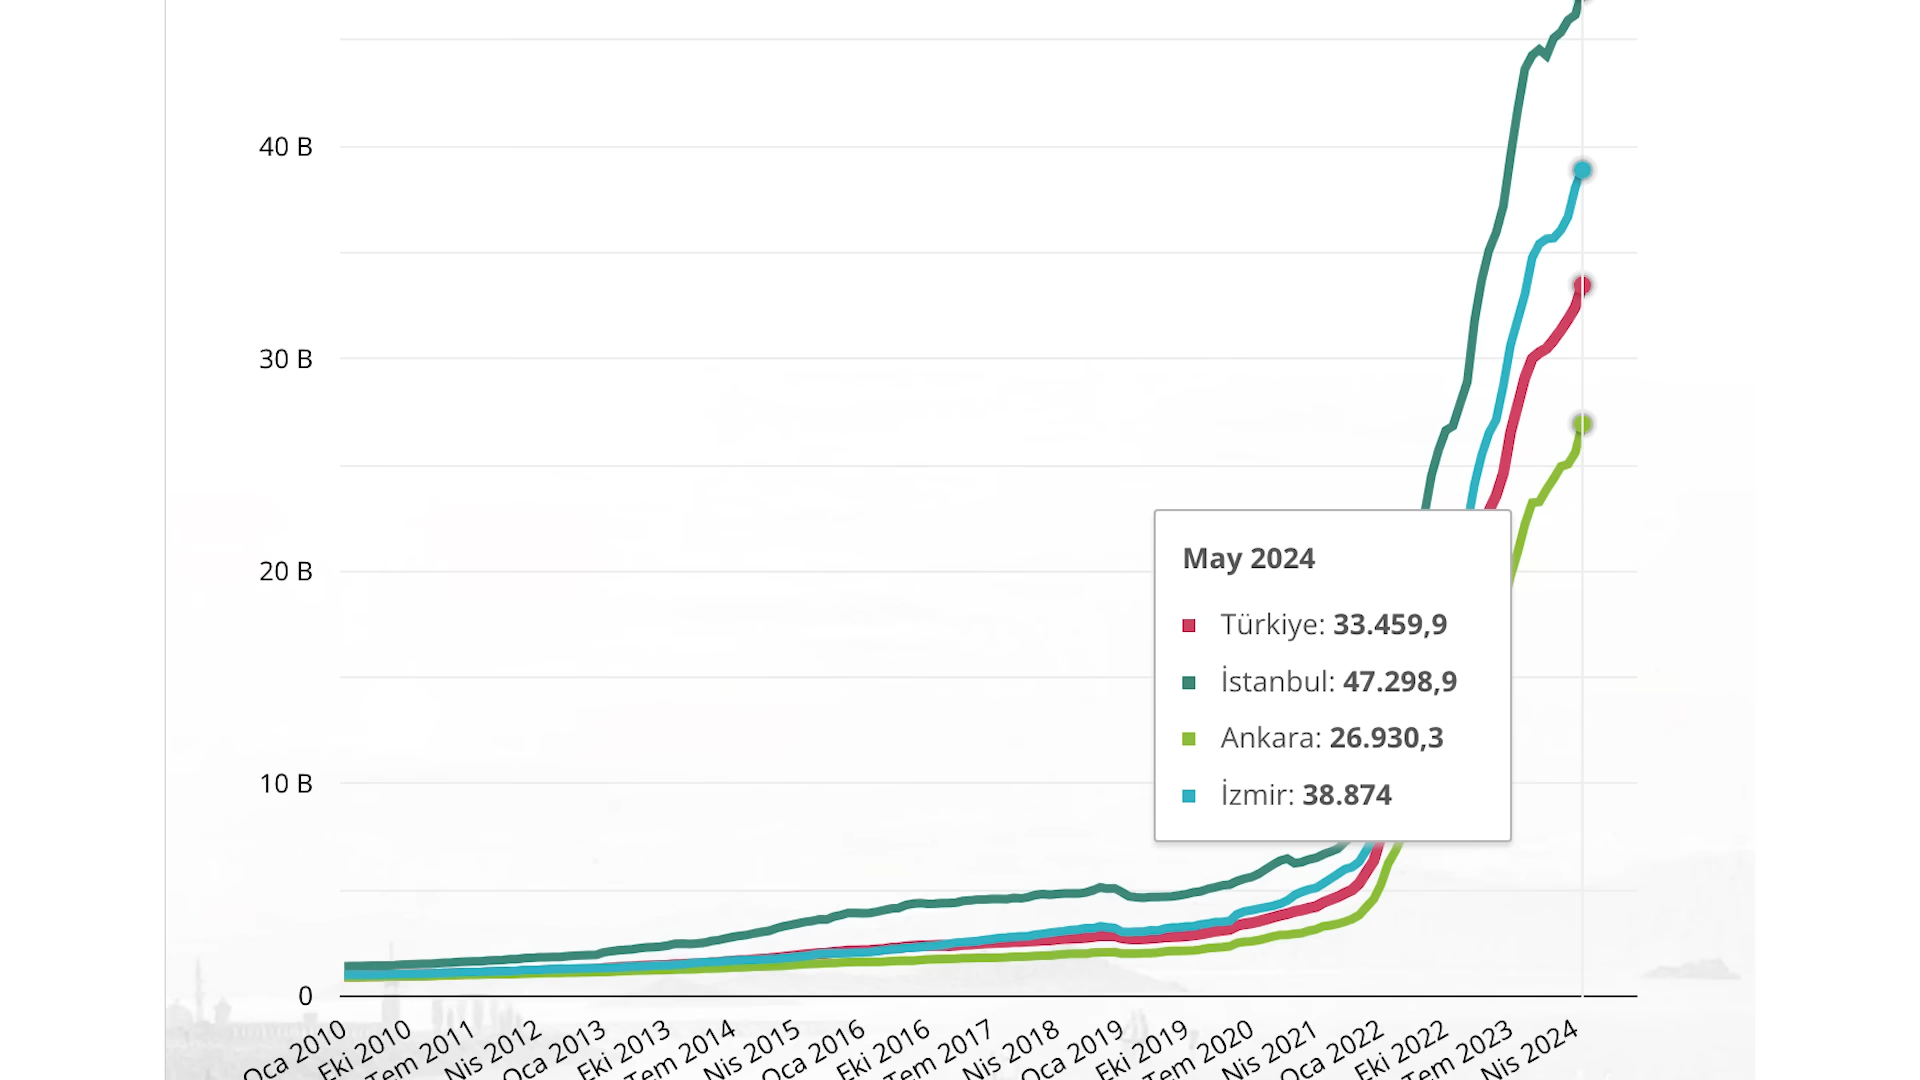 40 B
30 B
20 B
10 B
0
May 2024
Türkiye: 33.459,9
İstanbul: 47.298,9
Ankara: 26.930,3
İzmir: 38.874
Oca 2010
Eki 2010
Tem 2011
Nis 2012
Oca 2013
Eki 2013
Tem 2014
Nis 2015
Oca 2016
Eki 2016
Tem 2017
Nis 2018
Oca 2019
Eki 2019
Tem 2020
Nis 2021
Oca 2022
Eki 2022
Tem 2023
Nis 2024